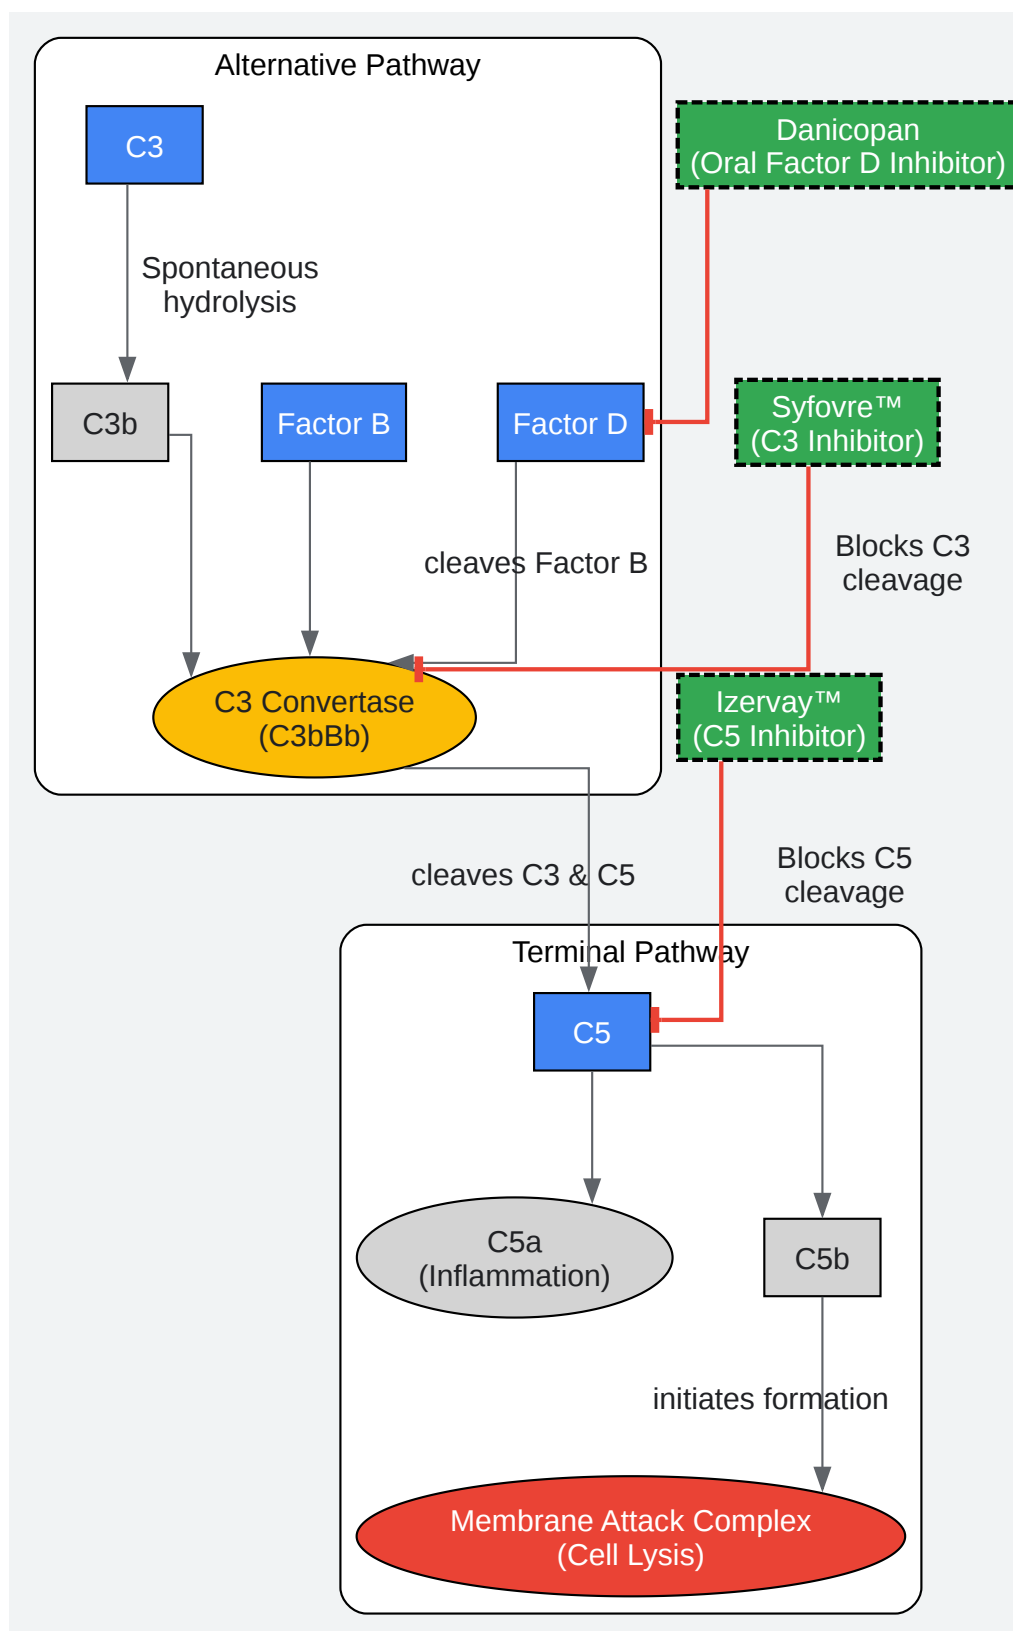 Alternative Pathway
C3
Danicopan
(Oral Factor D Inhibitor)
Spontaneous
hydrolysis
C3b
Factor B
Factor D
Syfovre™
(C3 Inhibitor)
cleaves Factor B
Blocks C3
cleavage
C3 Convertase
(C3bBb)
Izervay™
(C5 Inhibitor)
cleaves C3 & C5
Blocks C5
cleavage
Terminal Pathway
C5
C5a
(Inflammation)
C5b
initiates formation
Membrane Attack Complex
(Cell Lysis)